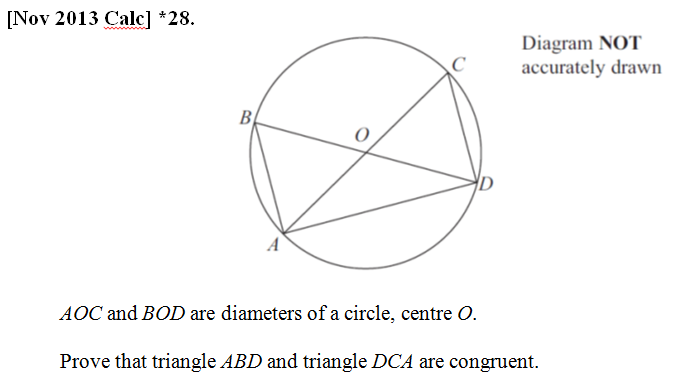 [Nov 2013 Calc] *28.
Diagram NOT
accurately drawn
C
B
O
D
A
AOC and BOD are diameters of a circle, centre O.
Prove that triangle ABD and triangle DCA are congruent.